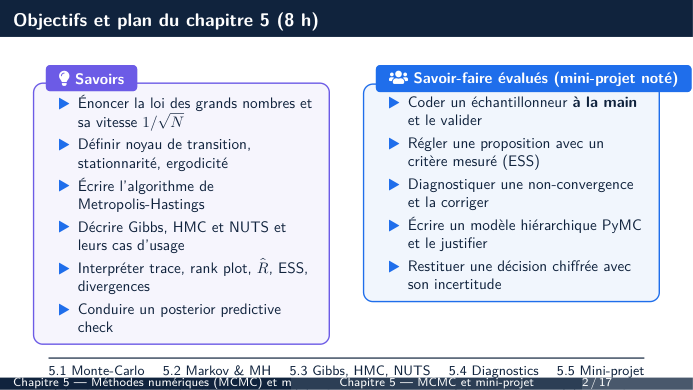 Objectifs et plan du chapitre 5 (8 h)
Savoirs
Énoncer la loi des grands nombres et
sa vitesse 1/√N
Définir noyau de transition,
stationnarité, ergodicité
Écrire l'algorithme de
Metropolis-Hastings
Décrire Gibbs, HMC et NUTS et
leurs cas d'usage
Interpréter trace, rank plot, R̂, ESS,
divergences
Conduire un posterior predictive
check
Savoir-faire évalués (mini-projet noté)
Coder un échantillonneur à la main
et le valider
Régler une proposition avec un
critère mesuré (ESS)
Diagnostiquer une non-convergence
et la corriger
Écrire un modèle hiérarchique PyMC
et le justifier
Restituer une décision chiffrée avec
son incertitude
5.1 Monte-Carlo 5.2 Markov & MH 5.3 Gibbs, HMC, NUTS 5.4 Diagnostics 5.5 Mini-projet
Chapitre 5 — Méthodes numériques (MCMC) et m Chapitre 5 — MCMC et mini-projet 2 / 17